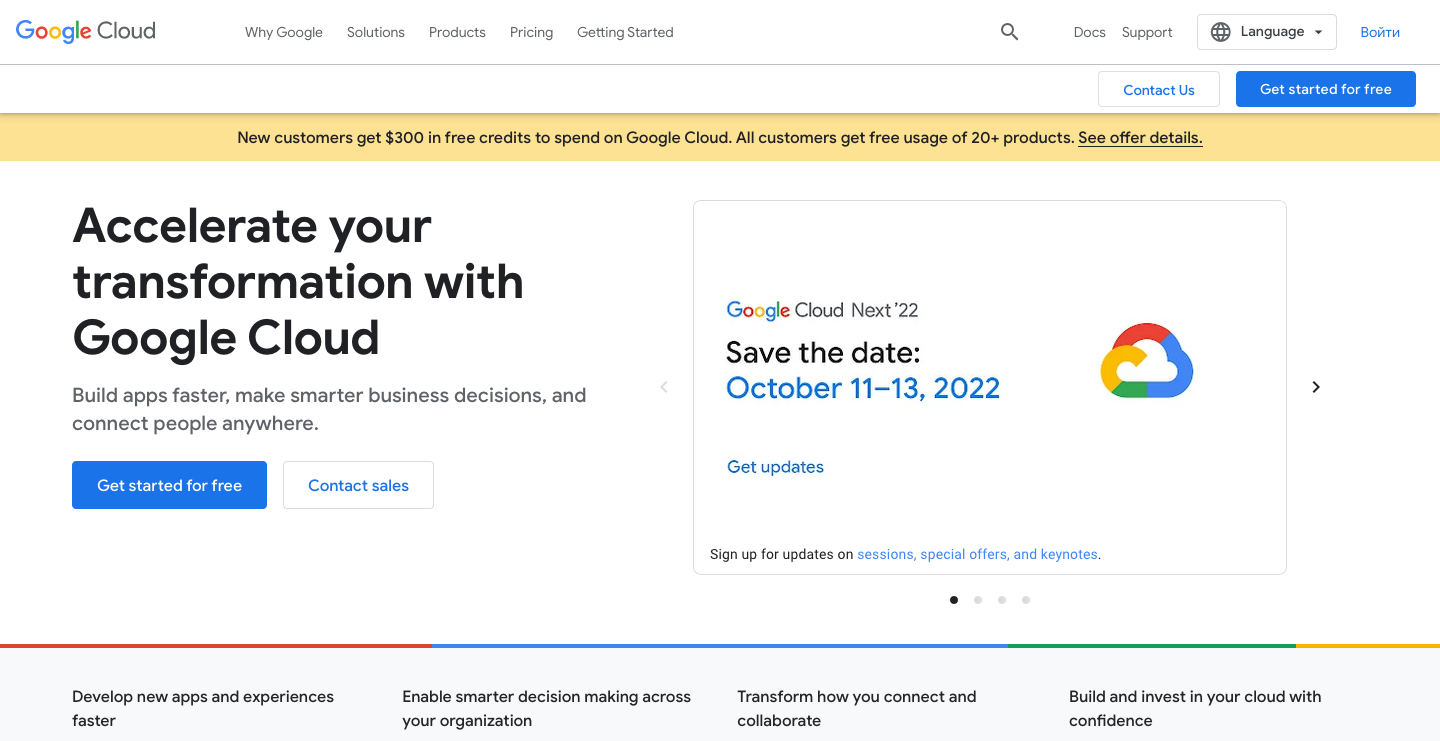 Google Cloud
Why Google
Solutions
Products
Pricing
Getting Started
Docs
Support
Language
Войти
Contact Us
Get started for free
New customers get $300 in free credits to spend on Google Cloud. All customers get free usage of 20+ products. See offer details.
Accelerate your
transformation with
Google Cloud
Build apps faster, make smarter business decisions, and
connect people anywhere.
Get started for free
Contact sales
Google Cloud Next ’22
Save the date:
October 11–13, 2022
Get updates
Sign up for updates on sessions, special offers, and keynotes.
Develop new apps and experiences
faster
Enable smarter decision making across
your organization
Transform how you connect and
collaborate
Build and invest in your cloud with
confidence